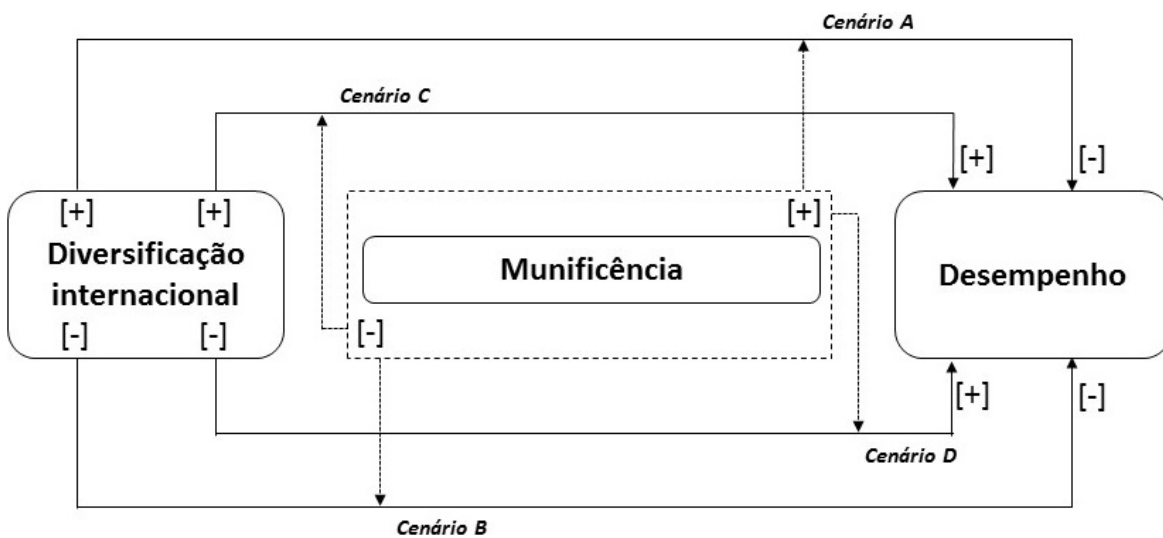 Cenário A
Cenário C
[+]
[-]
[+]
[+]
[+]
Diversificação
internacional
Munificência
Desempenho
[-]
[-]
[-]
[+]
[-]
Cenário D
Cenário B